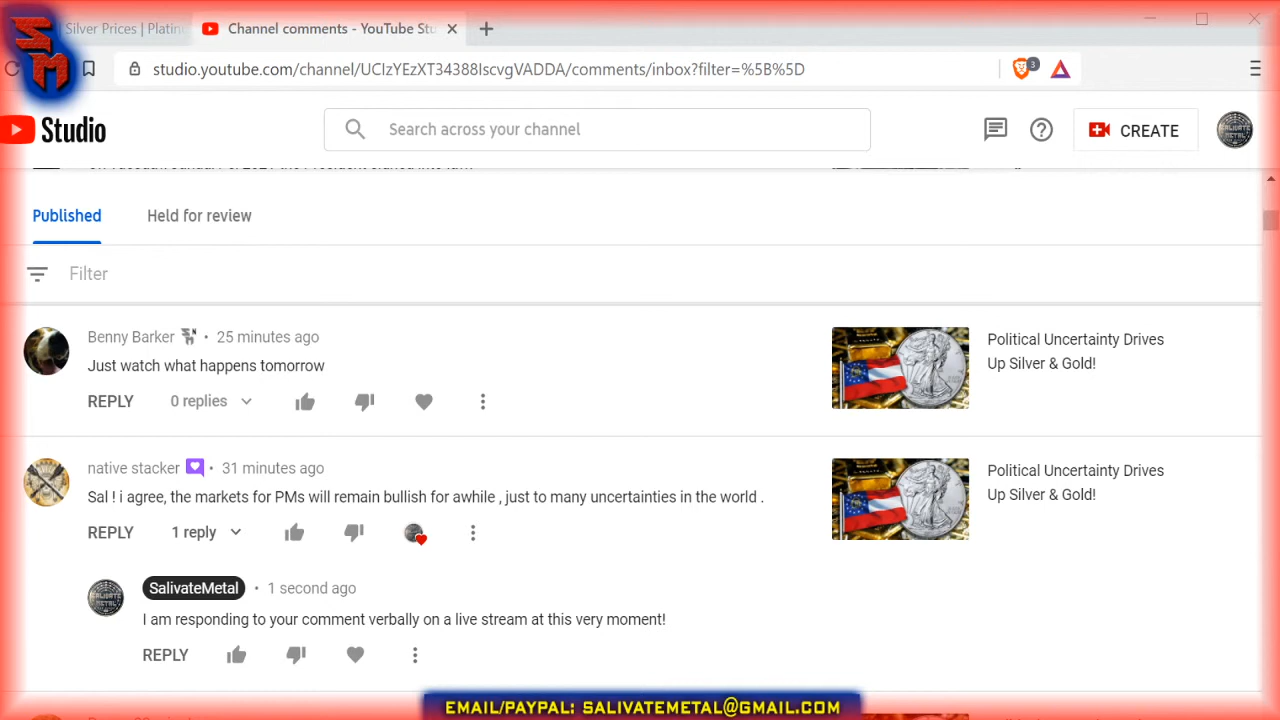 Silver Prices | Platin
Channel comments - YouTube Stu
studio.youtube.com/channel/UCIzYEzXT34388IscvgVADDA/comments/inbox?filter=%5B%5D
3
SM
Studio
Search across your channel
CREATE
Published
Held for review
Filter
Benny Barker • 25 minutes ago
Just watch what happens tomorrow
REPLY 0 replies
Political Uncertainty Drives
Up Silver & Gold!
native stacker • 31 minutes ago
Sal ! i agree, the markets for PMs will remain bullish for awhile , just to many uncertainties in the world .
REPLY 1 reply
Political Uncertainty Drives
Up Silver & Gold!
SalivateMetal • 1 second ago
I am responding to your comment verbally on a live stream at this very moment!
REPLY
EMAIL/PAYPAL: SALIVATEMETAL@GMAIL.COM